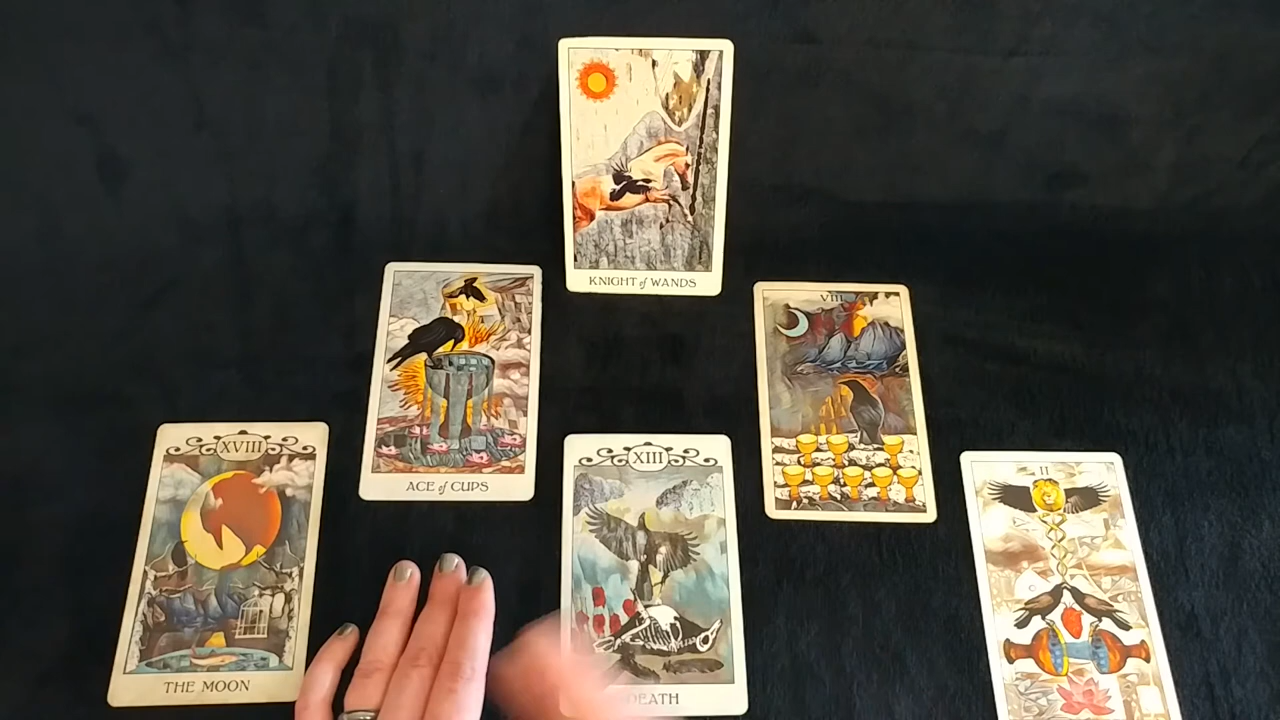 KNIGHT of WANDS
ACE of CUPS
VIII
XVIII
THE MOON
XIII
DEATH
II